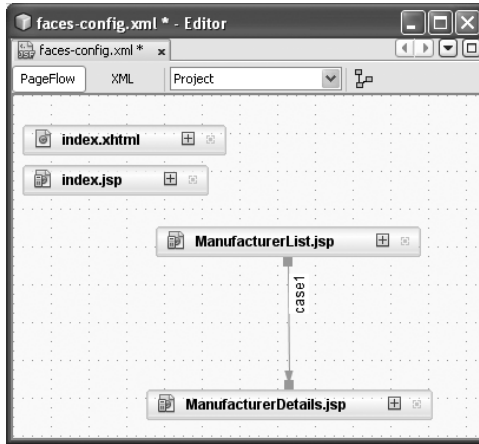 faces-config.xml * - Editor
faces-config.xml * x
PageFlow XML Project
index.xhtml
index.jsp
ManufacturerList.jsp
case1
ManufacturerDetails.jsp